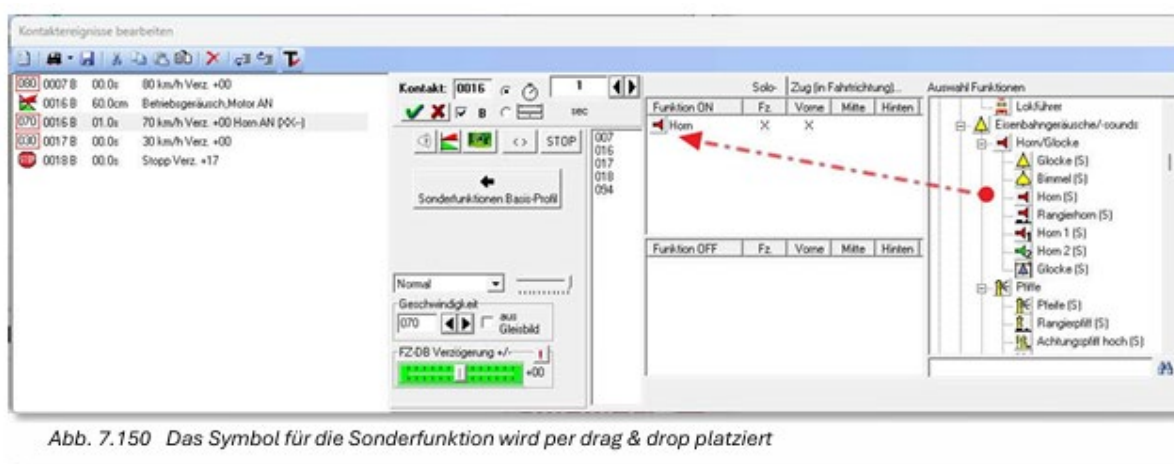 Kontaktereignisse bearbeiten
080 0007 B 00.0s 80 km/h Verz. +00
0016 B 60.0cm Betriebsgeräusch,Motor AN
070 0016 B 01.0s 70 km/h Verz. +00 Horn AN (XX--)
030 0017 B 00.0s 30 km/h Verz. +00
STOP 0018 B 00.0s Stopp Verz. +17
Kontakt: 0016 1
B sec
STOP
Sonderfunktionen Basis-Profil
Normal
Geschwindigkeit
070 aus Gleisbild
FZ-DB Verzögerung +/- !
+00
007
016
017
018
094
Solo- Zug (in Fahrtrichtung)...
Funktion ON Fz. Vorne Mitte Hinten
Horn X X
Funktion OFF Fz. Vorne Mitte Hinten
Auswahl Funktionen
Lokführer
Eisenbahngeräusche/-sounds
Horn/Glocke
Glocke (S)
Bimmel (S)
Horn (S)
Rangierhorn (S)
Horn 1 (S)
Horn 2 (S)
Glocke (S)
Pfiffe
Pfeife (S)
Rangierpfiff (S)
Achtungspfiff hoch (S)
Abb. 7.150 Das Symbol für die Sonderfunktion wird per drag & drop platziert